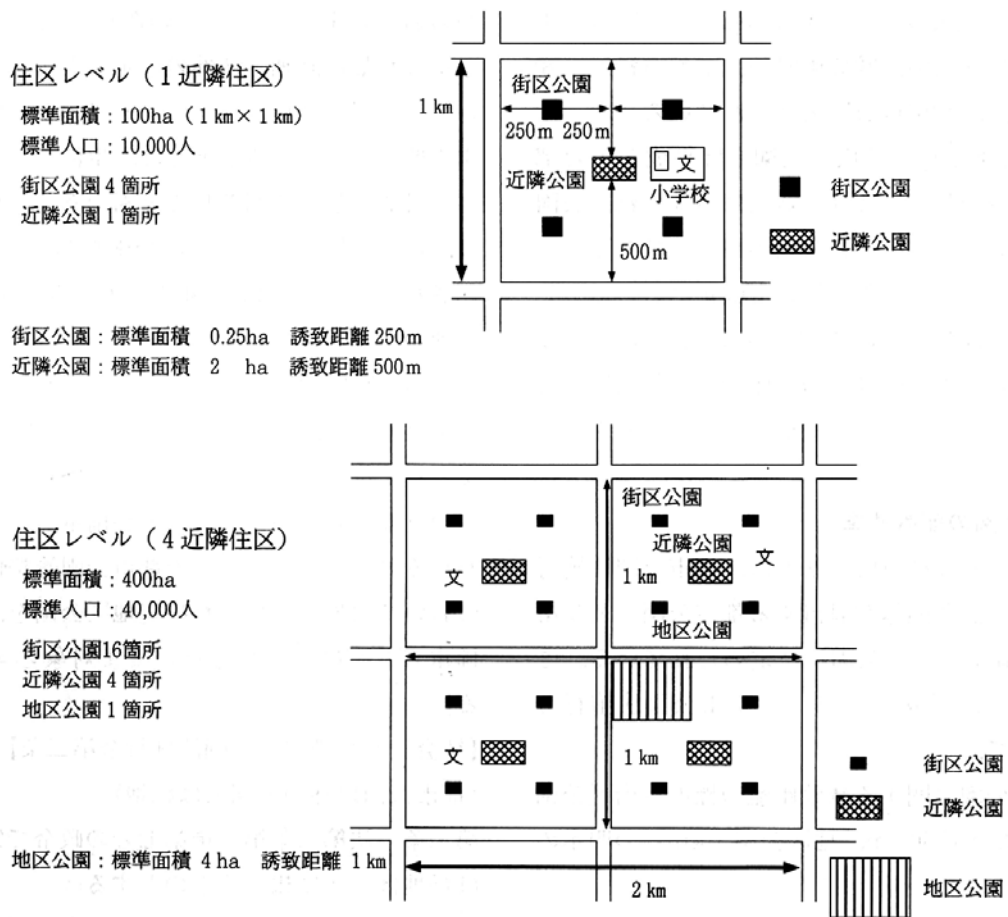 住区レベル（1近隣住区）
標準面積：100ha（1km×1km）
標準人口：10,000人
街区公園4箇所
近隣公園1箇所
1km
街区公園
250m 250m
近隣公園
文
小学校
500m
街区公園
近隣公園
街区公園：標準面積 0.25ha 誘致距離 250m
近隣公園：標準面積 2 ha 誘致距離 500m
住区レベル（4近隣住区）
標準面積：400ha
標準人口：40,000人
街区公園16箇所
近隣公園4箇所
地区公園1箇所
街区公園
近隣公園
文
文
1km
地区公園
文
1km
街区公園
近隣公園
地区公園：標準面積 4ha 誘致距離 1km
2km
地区公園